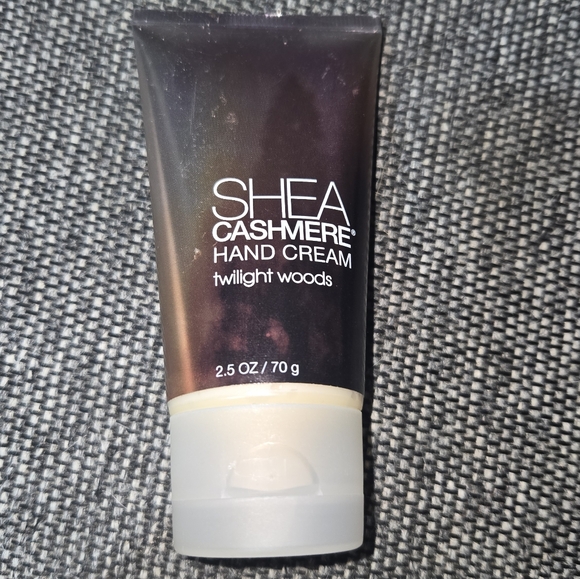 SHEA
CASHMERE®
HAND CREAM
twilight woods
2.5 OZ / 70 g